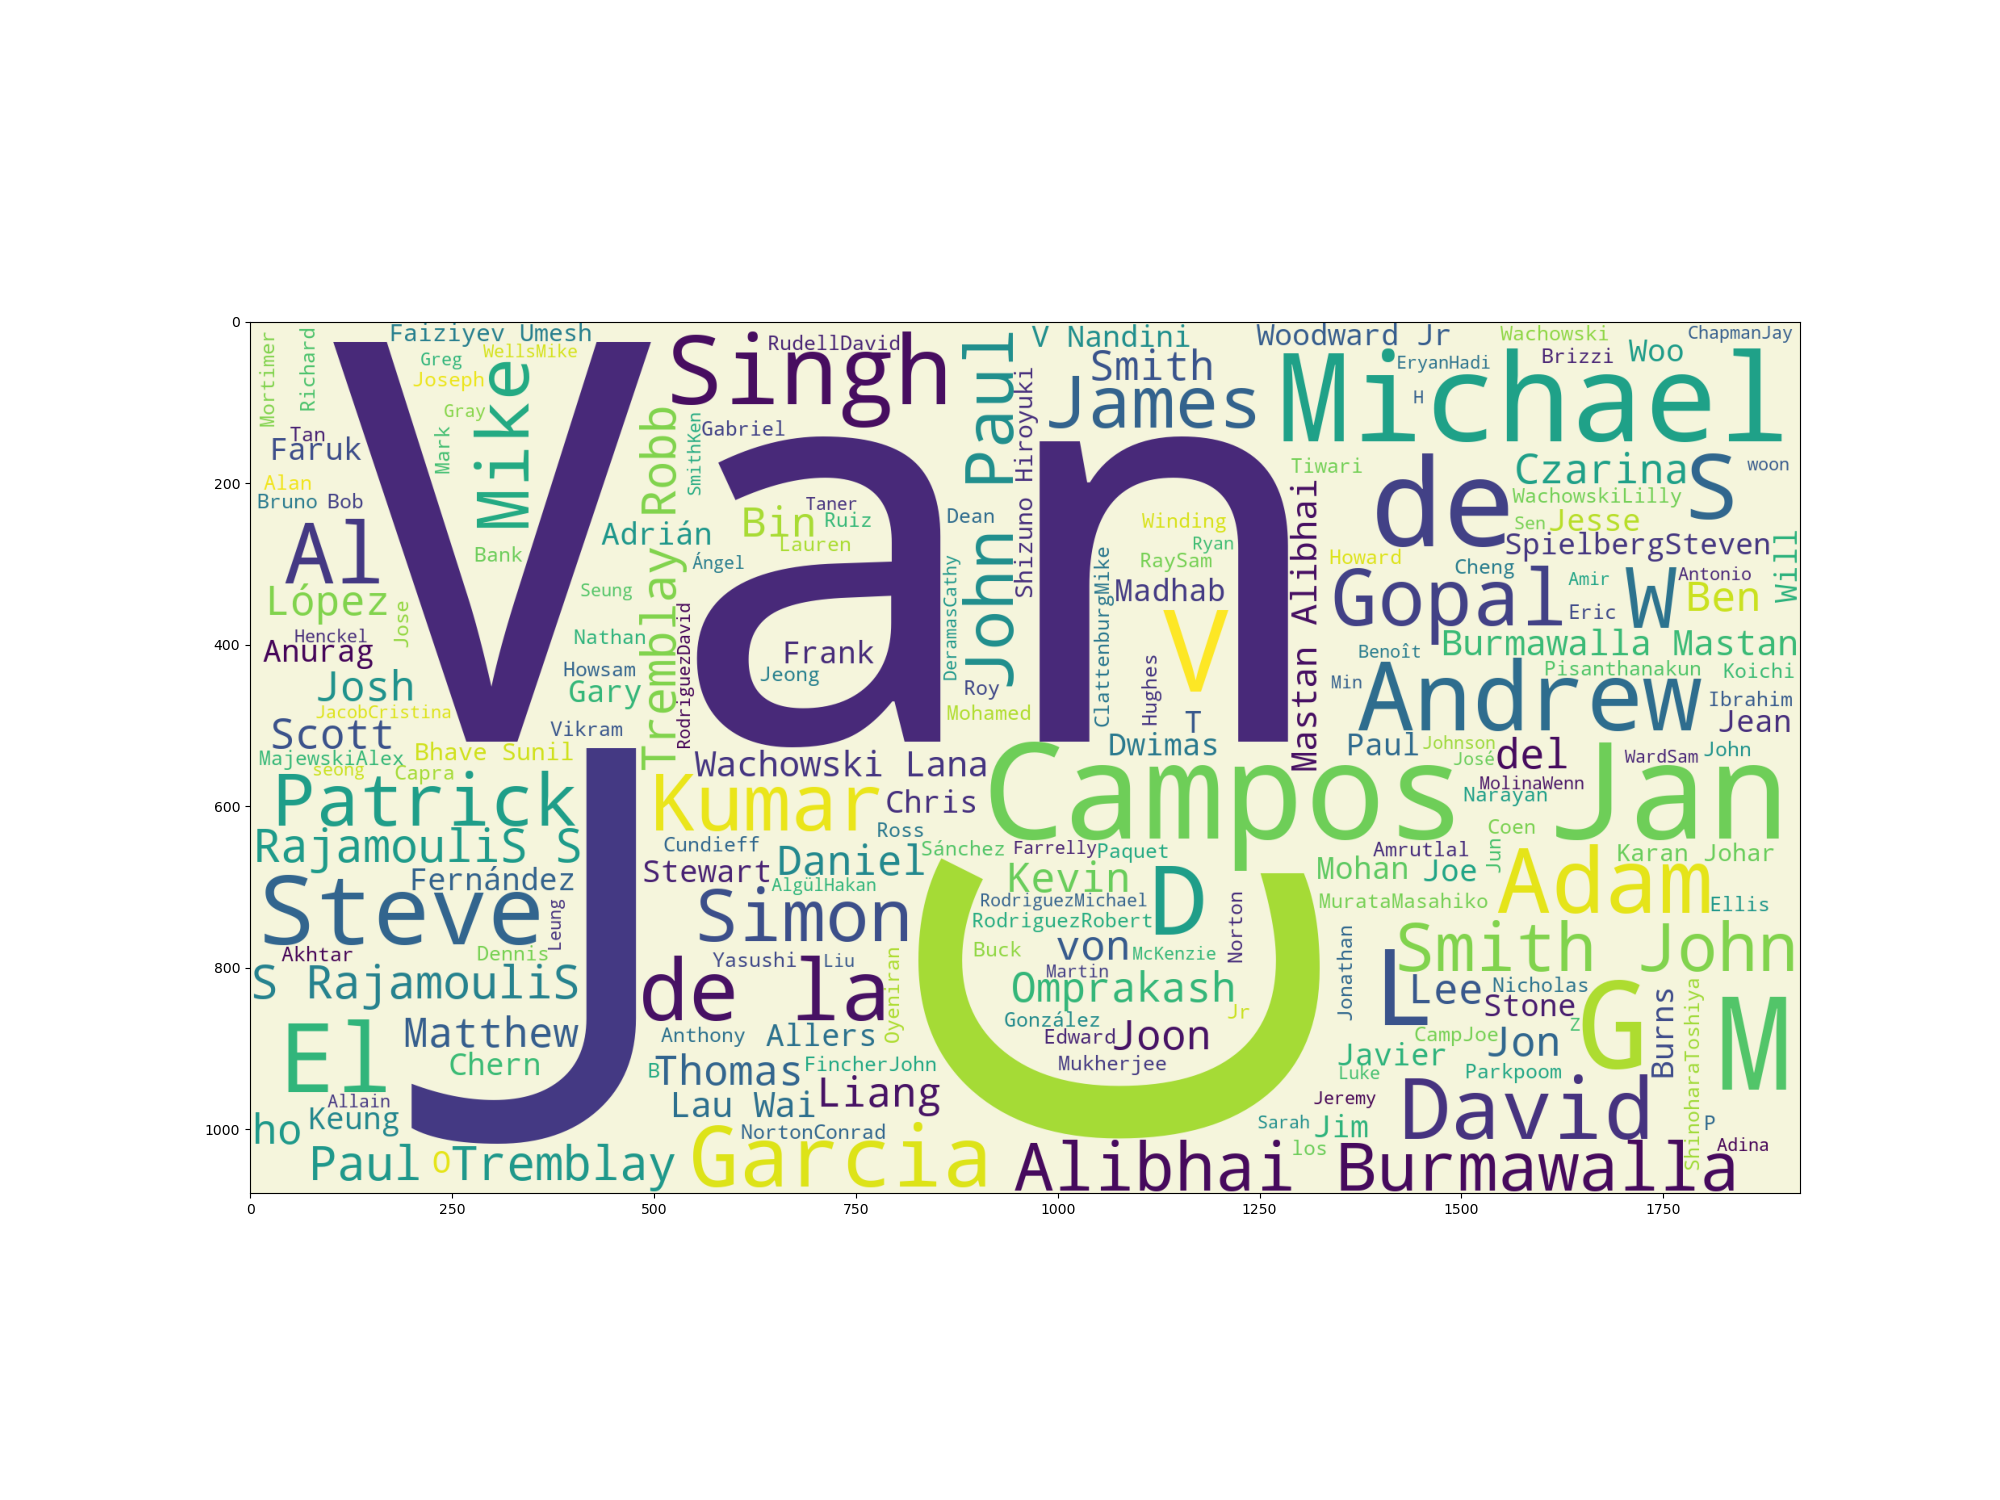 0
200
400
600
800
1000
Mortimer
Richard
Faiziyev Umesh
Greg
WellsMike
Joseph
Gray
Mark
Mike
Van
Singh
RudellDavid
John Paul
V Nandini
Smith
James
Woodward Jr
Wachowski
ChapmanJay
EryanHadi
Brizzi
Woo
H
Michael
Tan
Faruk
Alan
Bruno
Bob
Bank
Al
López
Henckel
Jose
Anurag
Josh
JacobCristina
Scott
MajewskiAlex
seong
Capra
Bhave Sunil
Vikram
Robb
SmithKen
Gabriel
Adrián
Bin
Taner
Ruiz
Lauren
Ángel
Seung
Nathan
Howsam
Gary
Tremblay
RodriguezDavid
Frank
Jeong
Dean
DeramasCathy
Roy
Mohamed
Shizuno Hiroyuki
Winding
Ryan
RaySam
Madhab
V
ClattenburgMike
Hughes
T
Dwimas
Tiwari
Mastan Alibhai
de
Czarina
S
woon
WachowskiLilly
Sen
Jesse
SpielbergSteven
Howard
Cheng
Amir
Antonio
Will
Gopal
Eric
W
Ben
Burmawalla Mastan
Benoît
Pisanthanakun
Koichi
Min
Andrew
Ibrahim
Jean
Paul
Johnson
José
del
WardSam
John
MolinaWenn
Narayan
Patrick
J
Kumar
Wachowski Lana
Chris
Campos
Jan
RajamouliS S
Cundieff
Ross
Stewart
Daniel
AlgülHakan
Sánchez
Farrelly
Paquet
Coen
Jun
Amrutlal
Mohan
Joe
Karan Johar
Fernández
Steve
Leung
Akhtar
Dennis
Simon
Yasushi
Liu
Oyeniran
Kevin
D
RodriguezMichael
RodriguezRobert
Buck
von
McKenzie
Norton
Martin
Omprakash
González
Jr
Edward
Joon
Mukherjee
MurataMasahiko
Adam
Ellis
Jonathan
Smith John
L
Lee
Nicholas
Stone
Z
G
Burns
ShinoharaToshiya
M
S RajamouliS
El
Matthew
Chern
de la
Anthony
Allers
B
Thomas
FincherJohn
Liang
Lau Wai
CampJoe
Jon
Javier
Luke
Parkpoom
Jeremy
David
Allain
Keung
ho
Paul
O
Tremblay
NortonConrad
Garcia
Sarah
Jim
los
P
Adina
Alibhai Burmawalla
0
250
500
750
1000
1250
1500
1750